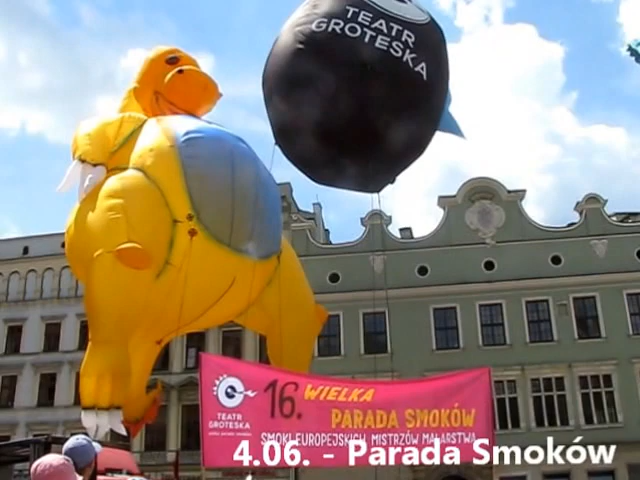 TEATR
GROTESKA
16. WIELKA
PARADA SMOKÓW
SMOKI EUROPEJSKICH MISTRZÓW MALARSTWA
TEATR
GROTESKA
4.06. - Parada Smoków